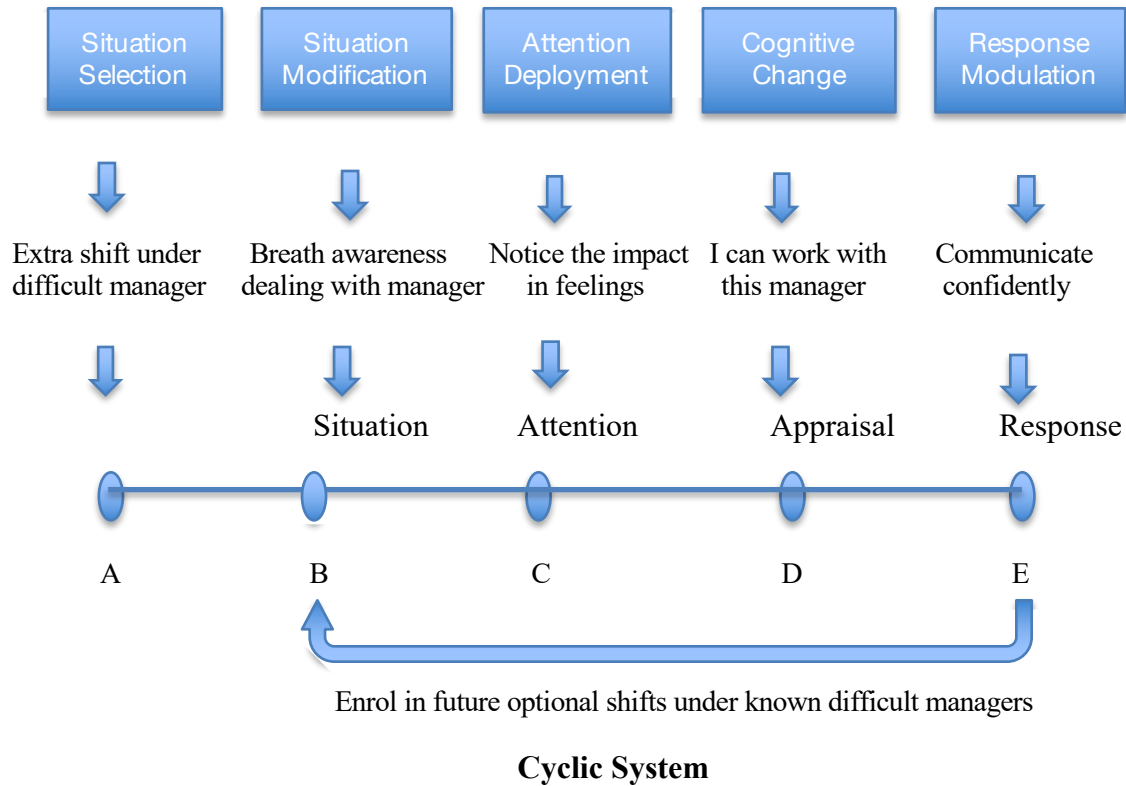 Situation
Selection
Situation
Modification
Attention
Deployment
Cognitive
Change
Response
Modulation
Extra shift under
difficult manager
Breath awareness
dealing with manager
Notice the impact
in feelings
I can work with
this manager
Communicate
confidently
Situation
Attention
Appraisal
Response
A
B
C
D
E
Enrol in future optional shifts under known difficult managers
Cyclic System